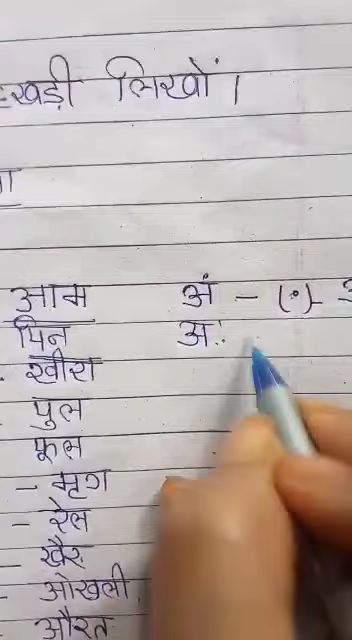 खड़ी लिखों।
आम अं - (ं)-
पिन अः
खीरा
पुल
फूल
- मृग
- रेल
- खैर
- ओखली
औरत